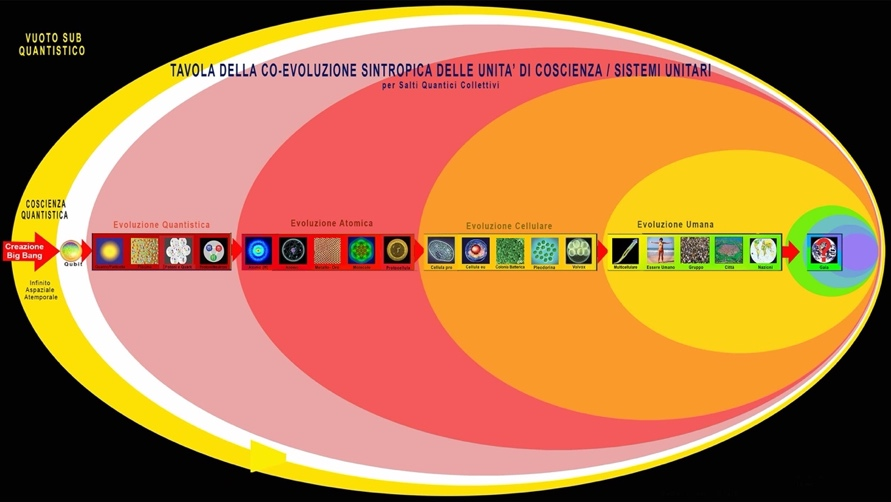 VUOTO SUB
QUANTISTICO
TAVOLA DELLA CO-EVOLUZIONE SINTROPICA DELLE UNITA' DI COSCIENZA / SISTEMI UNITARI
per Salti Quantici Collettivi
COSCIENZA
QUANTISTICA
Creazione
Big Bang
Qubit
Infinito
Aspaziale
Atemporale
Evoluzione Quantistica
Evoluzione Atomica
Molecola
Protocellula
Evoluzione Cellulare
Cellula pro
Cellula eu
Colonia Batterica
Pleodorina
Volvox
Evoluzione Umana
Multicellulare
Essere Umano
Gruppo
Città
Nazioni
Gaia